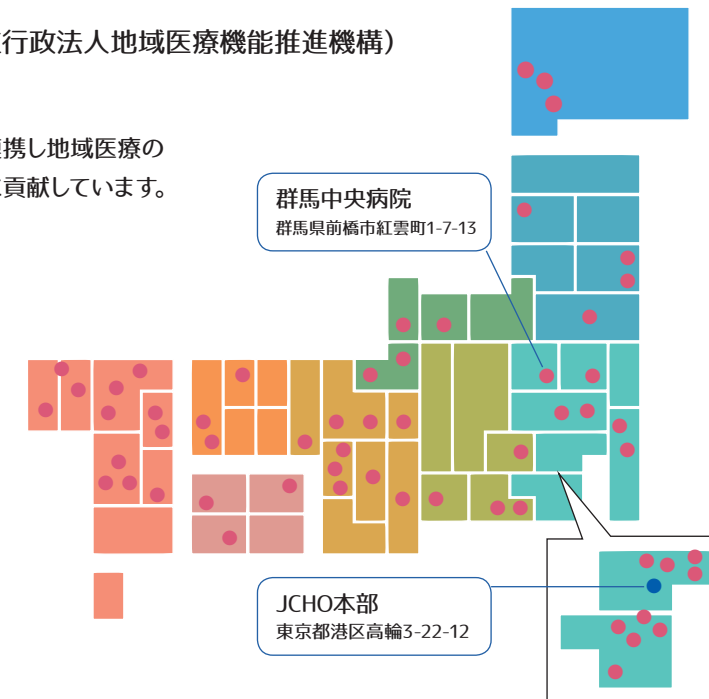 行政法人地域医療機能推進機構）
携し地域医療の
貢献しています。
群馬中央病院
群馬県前橋市紅雲町1-7-13
JCHO本部
東京都港区高輪3-22-12